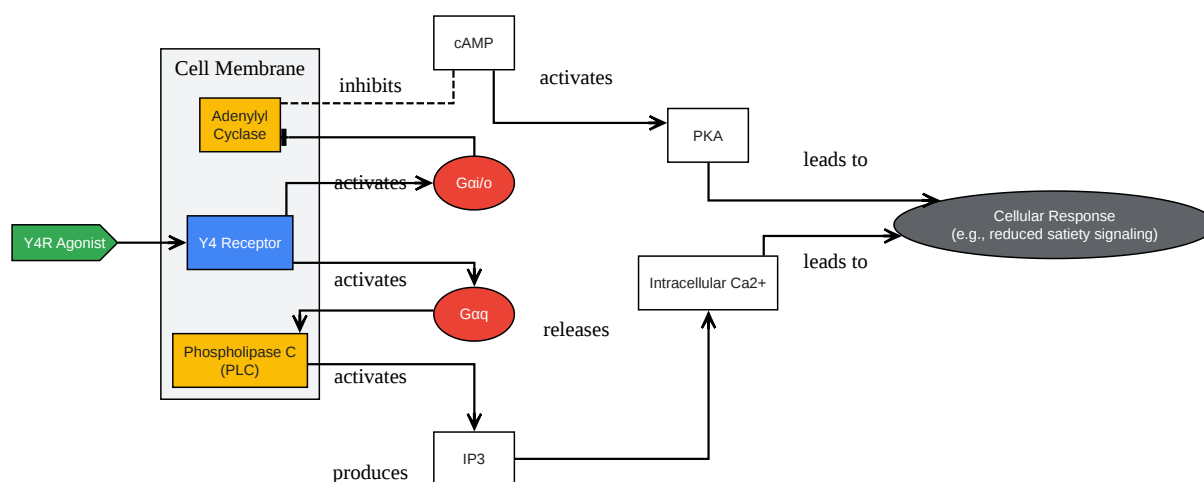 cAMP
Cell Membrane
inhibits
activates
Adenylyl
Cyclase
PKA
leads to
activates
Gαi/o
Y4R Agonist
Y4 Receptor
Cellular Response
(e.g., reduced satiety signaling)
leads to
activates
Intracellular Ca2+
Gαq
releases
Phospholipase C
(PLC)
activates
IP3
produces